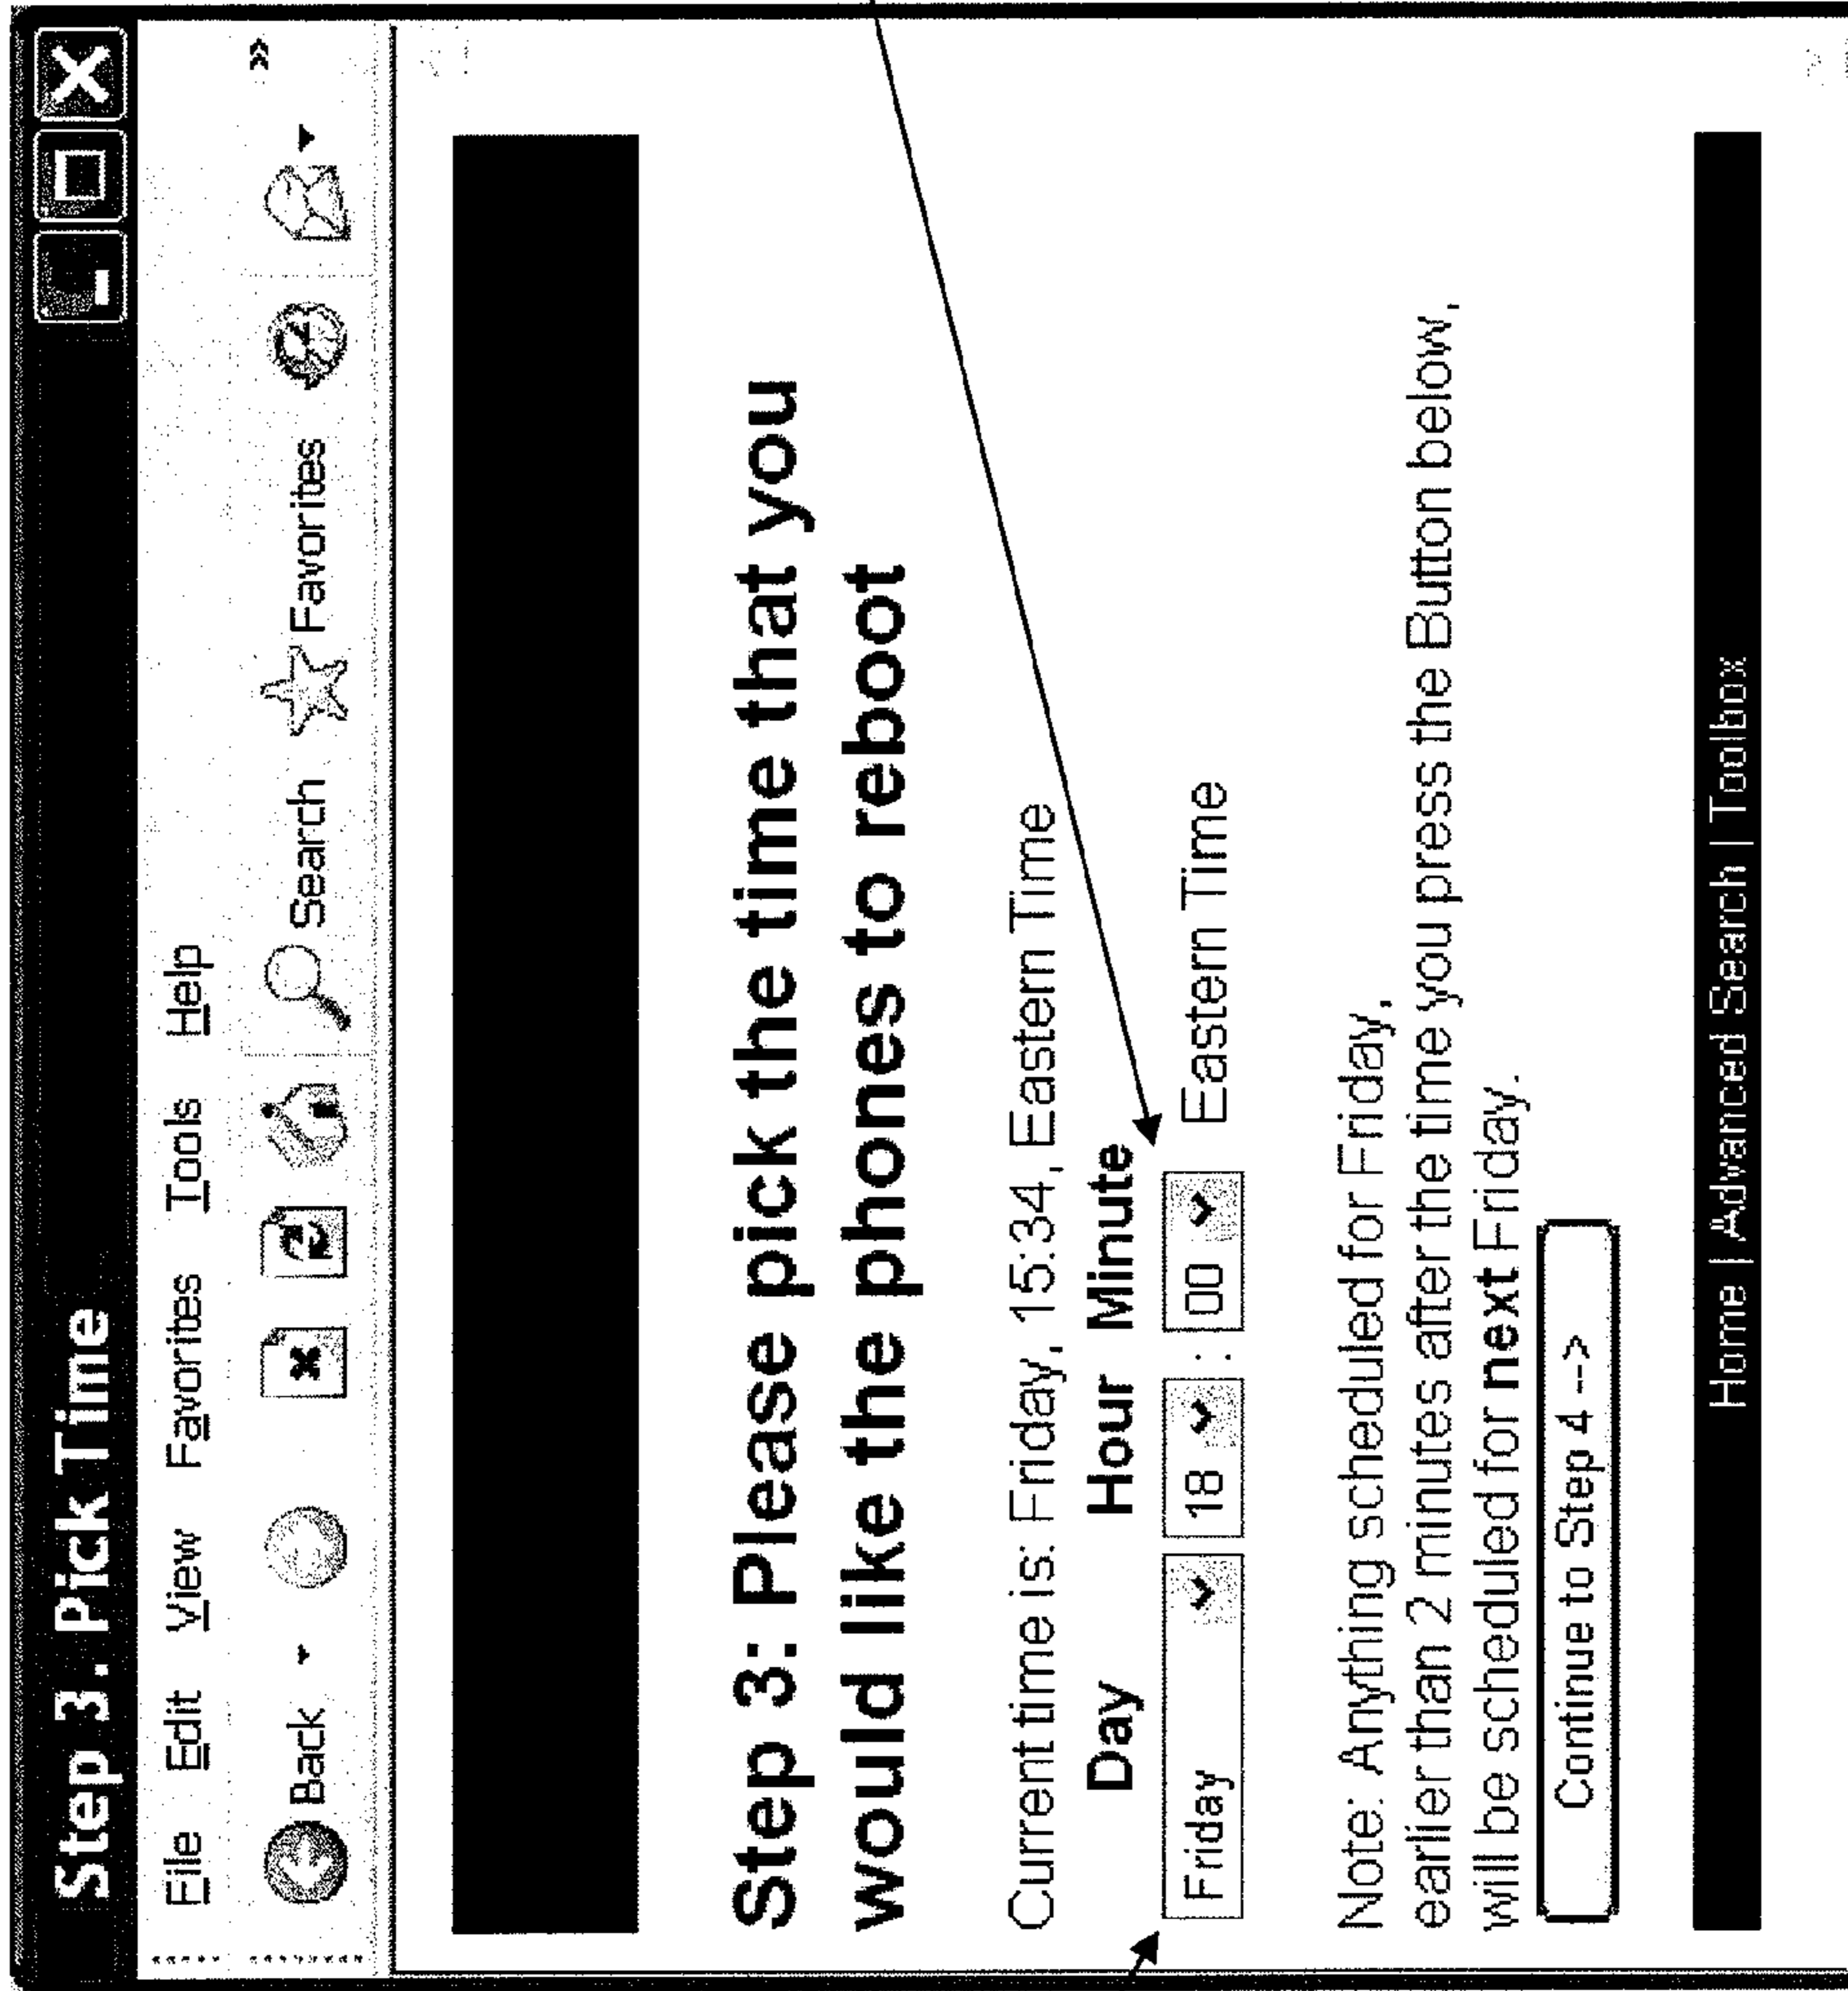 Step 3. Pick Time
File Edit View Favorites Tools Help
Back Search Favorites »
Step 3: Please pick the time that you
would like the phones to reboot
Current time is: Friday, 15:34, Eastern Time
Day Hour Minute
Friday 18 : 00 Eastern Time
Note: Anything scheduled for Friday,
earlier than 2 minutes after the time you press the Button below,
will be scheduled for next Friday.
Continue to Step 4 -->
Home | Advanced Search | Toolbox